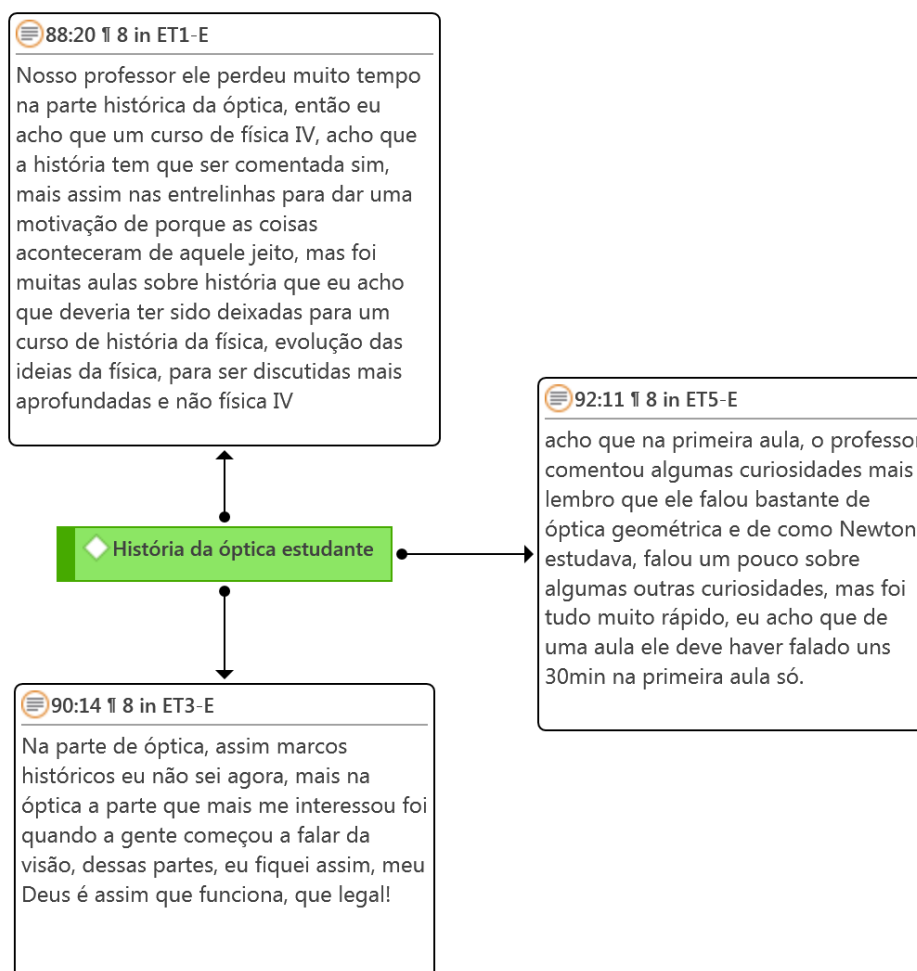 88:20 ¶ 8 in ET1-E
Nosso professor ele perdeu muito tempo
na parte histórica da óptica, então eu
acho que um curso de física IV, acho que
a história tem que ser comentada sim,
mais assim nas entrelinhas para dar uma
motivação de porque as coisas
aconteceram de aquele jeito, mas foi
muitas aulas sobre história que eu acho
que deveria ter sido deixadas para um
curso de história da física, evolução das
ideias da física, para ser discutidas mais
aprofundadas e não física IV
História da óptica estudante
92:11 ¶ 8 in ET5-E
acho que na primeira aula, o professor
comentou algumas curiosidades mais
lembro que ele falou bastante de
óptica geométrica e de como Newton
estudava, falou um pouco sobre
algumas outras curiosidades, mas foi
tudo muito rápido, eu acho que de
uma aula ele deve haver falado uns
30min na primeira aula só.
90:14 ¶ 8 in ET3-E
Na parte de óptica, assim marcos
históricos eu não sei agora, mais na
óptica a parte que mais me interessou foi
quando a gente começou a falar da
visão, dessas partes, eu fiquei assim, meu
Deus é assim que funciona, que legal!